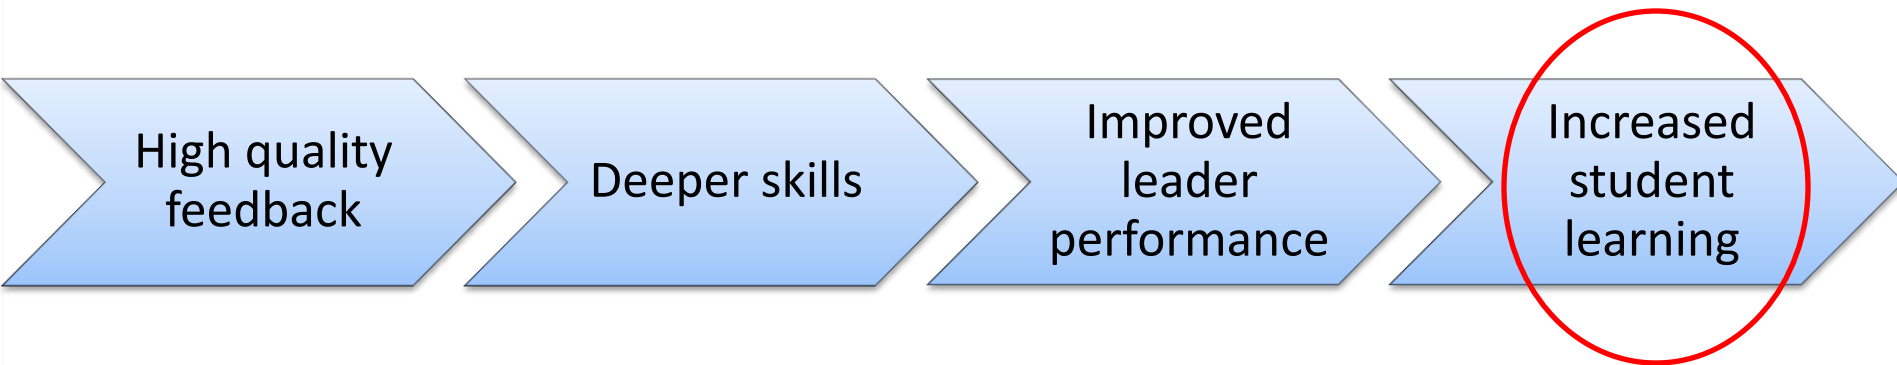 High quality
feedback
Deeper skills
Improved
leader
performance
Increased
student
learning